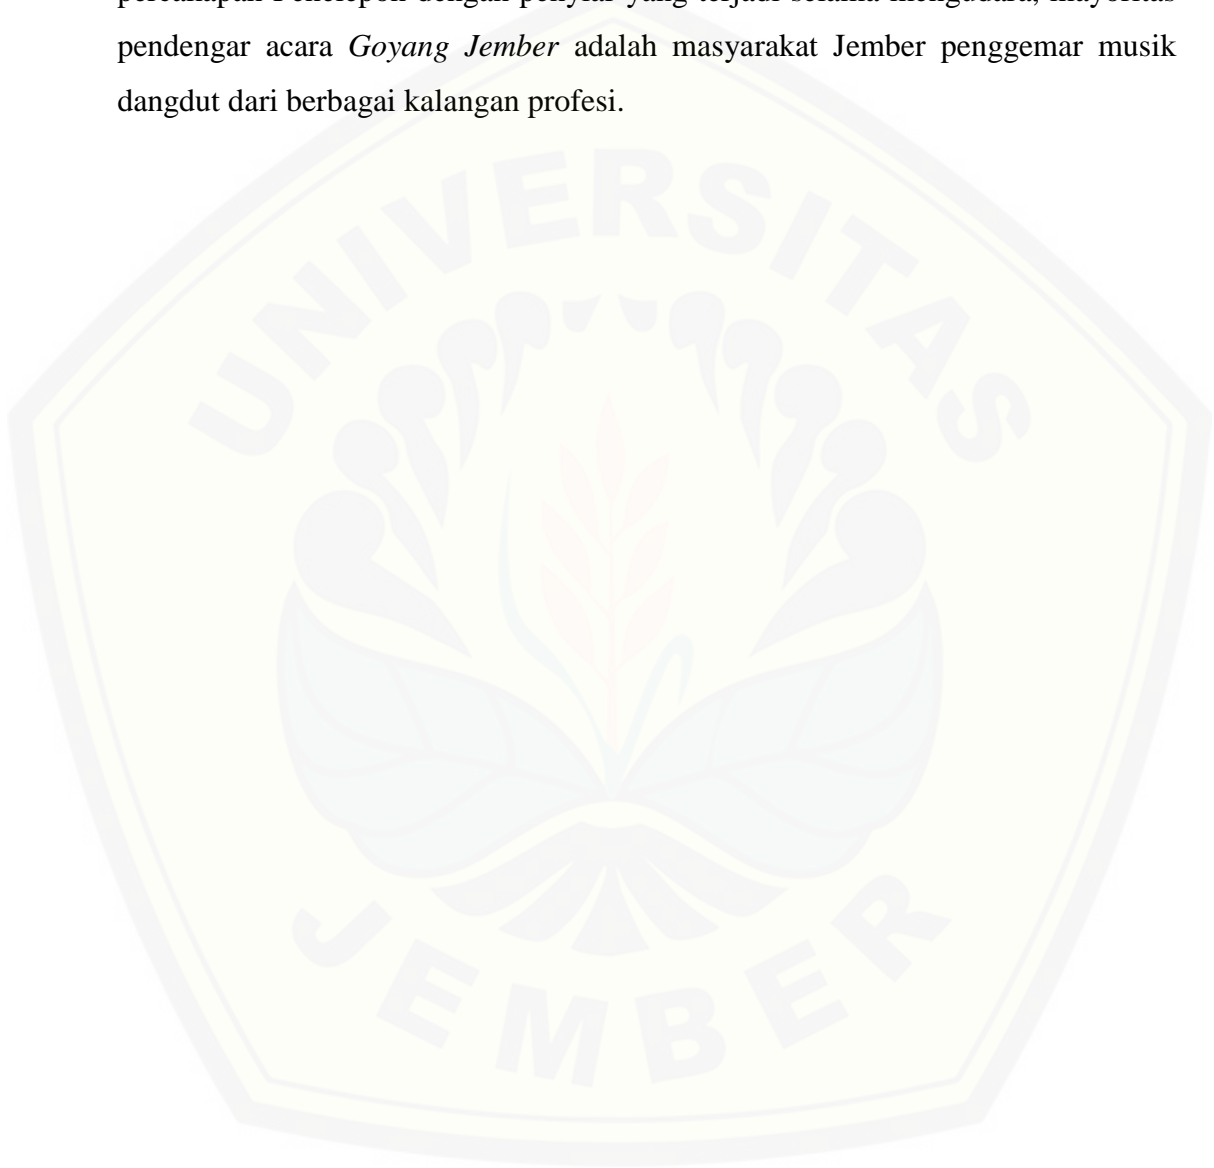 percakapan Penelepon dengan penyiar yang terjadi selama mengudara, mayoritas
pendengar acara Goyang Jember adalah masyarakat Jember penggemar musik
dangdut dari berbagai kalangan profesi.
UNIVERSITAS
JEMBER